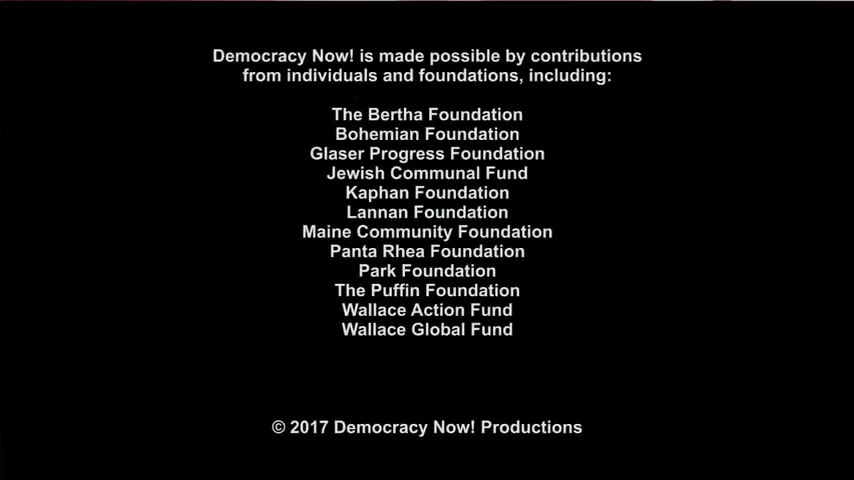 Democracy Now! is made possible by contributions
from individuals and foundations, including:
The Bertha Foundation
Bohemian Foundation
Glaser Progress Foundation
Jewish Communal Fund
Kaphan Foundation
Lannan Foundation
Maine Community Foundation
Panta Rhea Foundation
Park Foundation
The Puffin Foundation
Wallace Action Fund
Wallace Global Fund
© 2017 Democracy Now! Productions